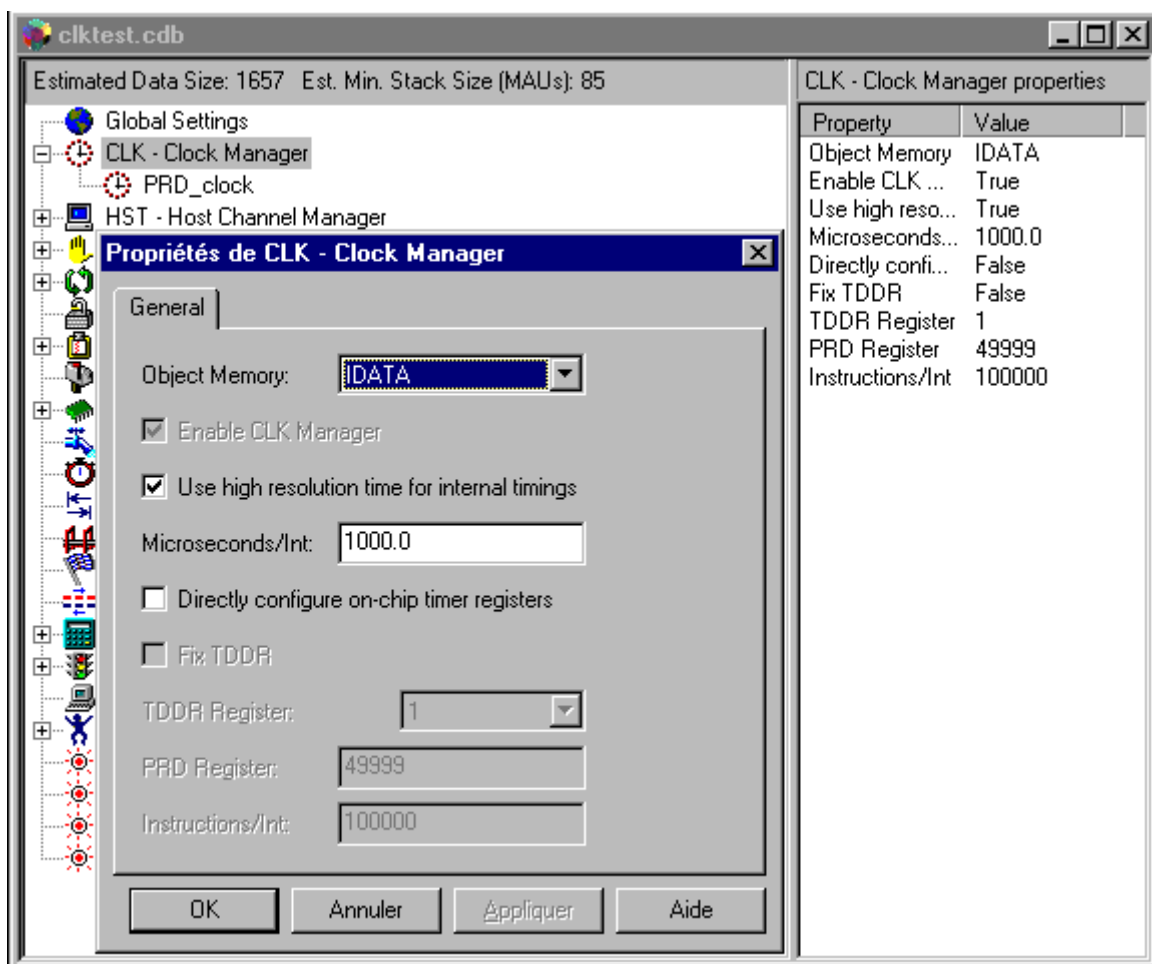 clktest.cdb
Estimated Data Size: 1657 Est. Min. Stack Size (MAUs): 85
Global Settings
CLK - Clock Manager
PRD_clock
HST - Host Channel Manager
CLK - Clock Manager properties
Property Value
Object Memory IDATA
Enable CLK ... True
Use high reso... True
Microseconds... 1000.0
Directly confi... False
Fix TDDR False
TDDR Register 1
PRD Register 49999
Instructions/Int 100000
Propriétés de CLK - Clock Manager
General
Object Memory: IDATA
Enable CLK Manager
Use high resolution time for internal timings
Microseconds/Int: 1000.0
Directly configure on-chip timer registers
Fix TDDR
TDDR Register: 1
PRD Register: 49999
Instructions/Int: 100000
OK Annuler Appliquer Aide